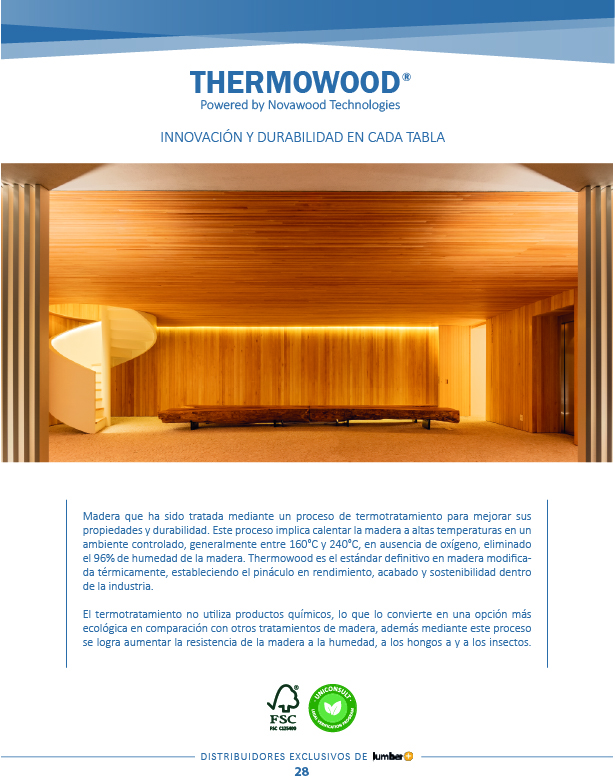 THERMOWOOD®
Powered by Novawood Technologies
INNOVACIÓN Y DURABILIDAD EN CADA TABLA
Madera que ha sido tratada mediante un proceso de termotratamiento para mejorar sus
propiedades y durabilidad. Este proceso implica calentar la madera a altas temperaturas en un
ambiente controlado, generalmente entre 160°C y 240°C, en ausencia de oxígeno, eliminado
el 96% de humedad de la madera. Thermowood es el estándar definitivo en madera modifica-
da térmicamente, estableciendo el pináculo en rendimiento, acabado y sostenibilidad dentro
de la industria.
El termotratamiento no utiliza productos químicos, lo que lo convierte en una opción más
ecológica en comparación con otros tratamientos de madera, además mediante este proceso
se logra aumentar la resistencia de la madera a la humedad, a los hongos a y a los insectos.
FSC
UNICONSULT
LEGAL VERIFICATION PROGRAM
DISTRIBUIDORES EXCLUSIVOS DE lumber
28